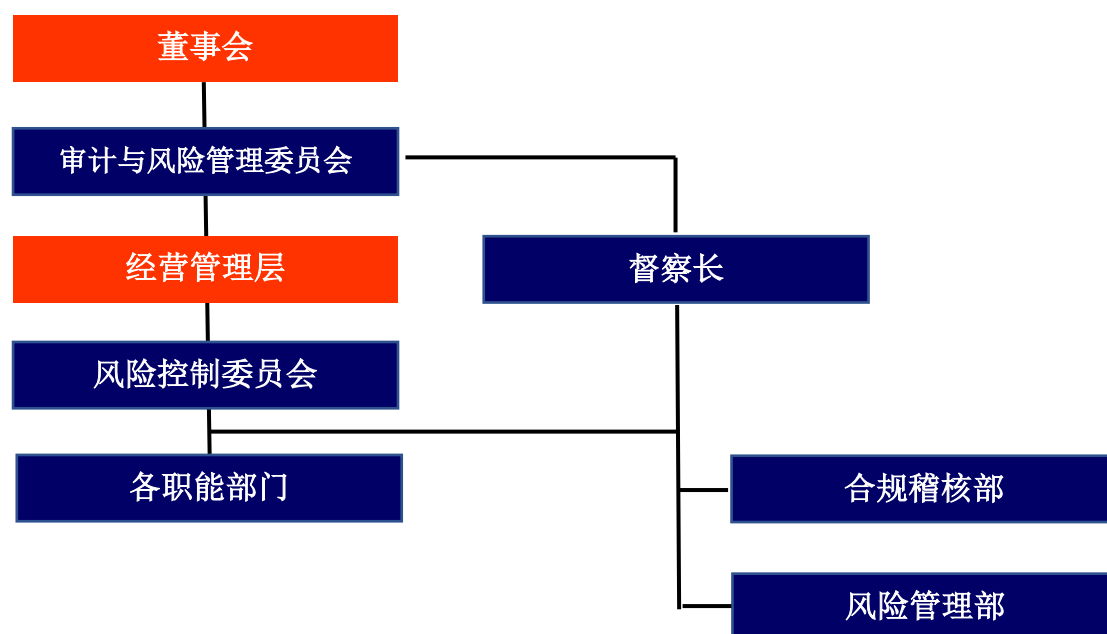 董事会
审计与风险管理委员会
经营管理层
督察长
风险控制委员会
各职能部门
合规稽核部
风险管理部